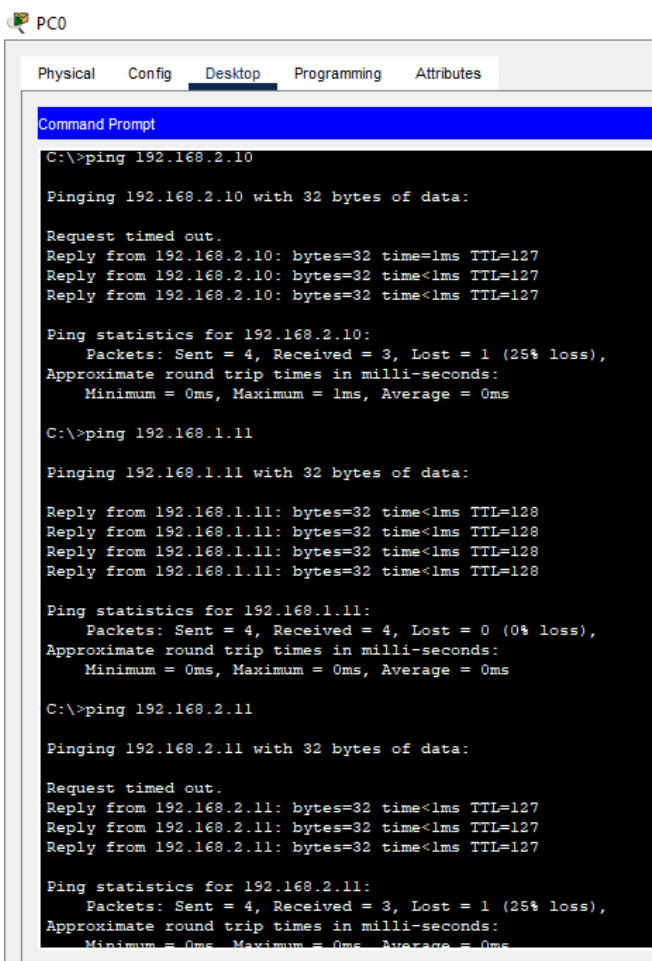 PC0
Physical Config Desktop Programming Attributes
Command Prompt
C:\>ping 192.168.2.10
Pinging 192.168.2.10 with 32 bytes of data:
Request timed out.
Reply from 192.168.2.10: bytes=32 time=1ms TTL=127
Reply from 192.168.2.10: bytes=32 time<1ms TTL=127
Reply from 192.168.2.10: bytes=32 time<1ms TTL=127
Ping statistics for 192.168.2.10:
Packets: Sent = 4, Received = 3, Lost = 1 (25% loss),
Approximate round trip times in milli-seconds:
Minimum = 0ms, Maximum = 1ms, Average = 0ms
C:\>ping 192.168.1.11
Pinging 192.168.1.11 with 32 bytes of data:
Reply from 192.168.1.11: bytes=32 time<1ms TTL=128
Reply from 192.168.1.11: bytes=32 time<1ms TTL=128
Reply from 192.168.1.11: bytes=32 time<1ms TTL=128
Reply from 192.168.1.11: bytes=32 time<1ms TTL=128
Ping statistics for 192.168.1.11:
Packets: Sent = 4, Received = 4, Lost = 0 (0% loss),
Approximate round trip times in milli-seconds:
Minimum = 0ms, Maximum = 0ms, Average = 0ms
C:\>ping 192.168.2.11
Pinging 192.168.2.11 with 32 bytes of data:
Request timed out.
Reply from 192.168.2.11: bytes=32 time<1ms TTL=127
Reply from 192.168.2.11: bytes=32 time<1ms TTL=127
Reply from 192.168.2.11: bytes=32 time<1ms TTL=127
Ping statistics for 192.168.2.11:
Packets: Sent = 4, Received = 3, Lost = 1 (25% loss),
Approximate round trip times in milli-seconds:
Minimum = 0ms, Maximum = 0ms, Average = 0ms